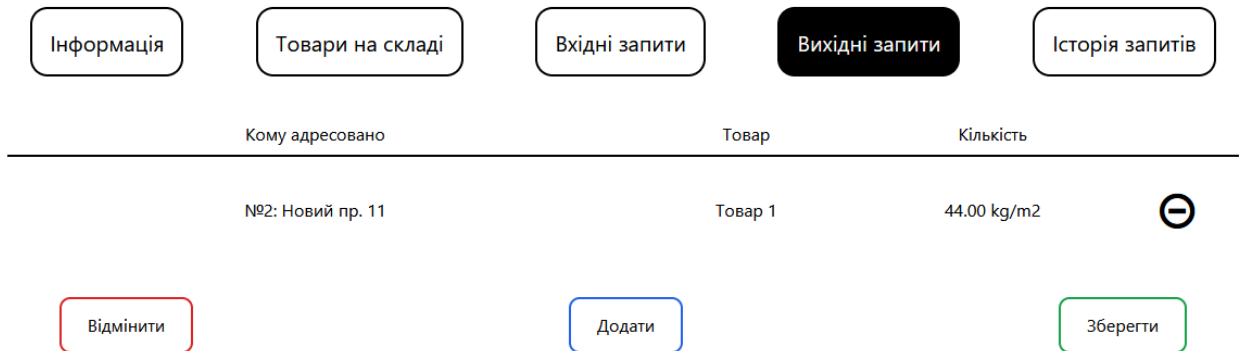 Інформація Товари на складі Вхідні запити Вихідні запити Історія запитів
Кому адресовано Товар Кількість
№2: Новий пр. 11 Товар 1 44.00 kg/m2
Відмінити Додати Зберегти